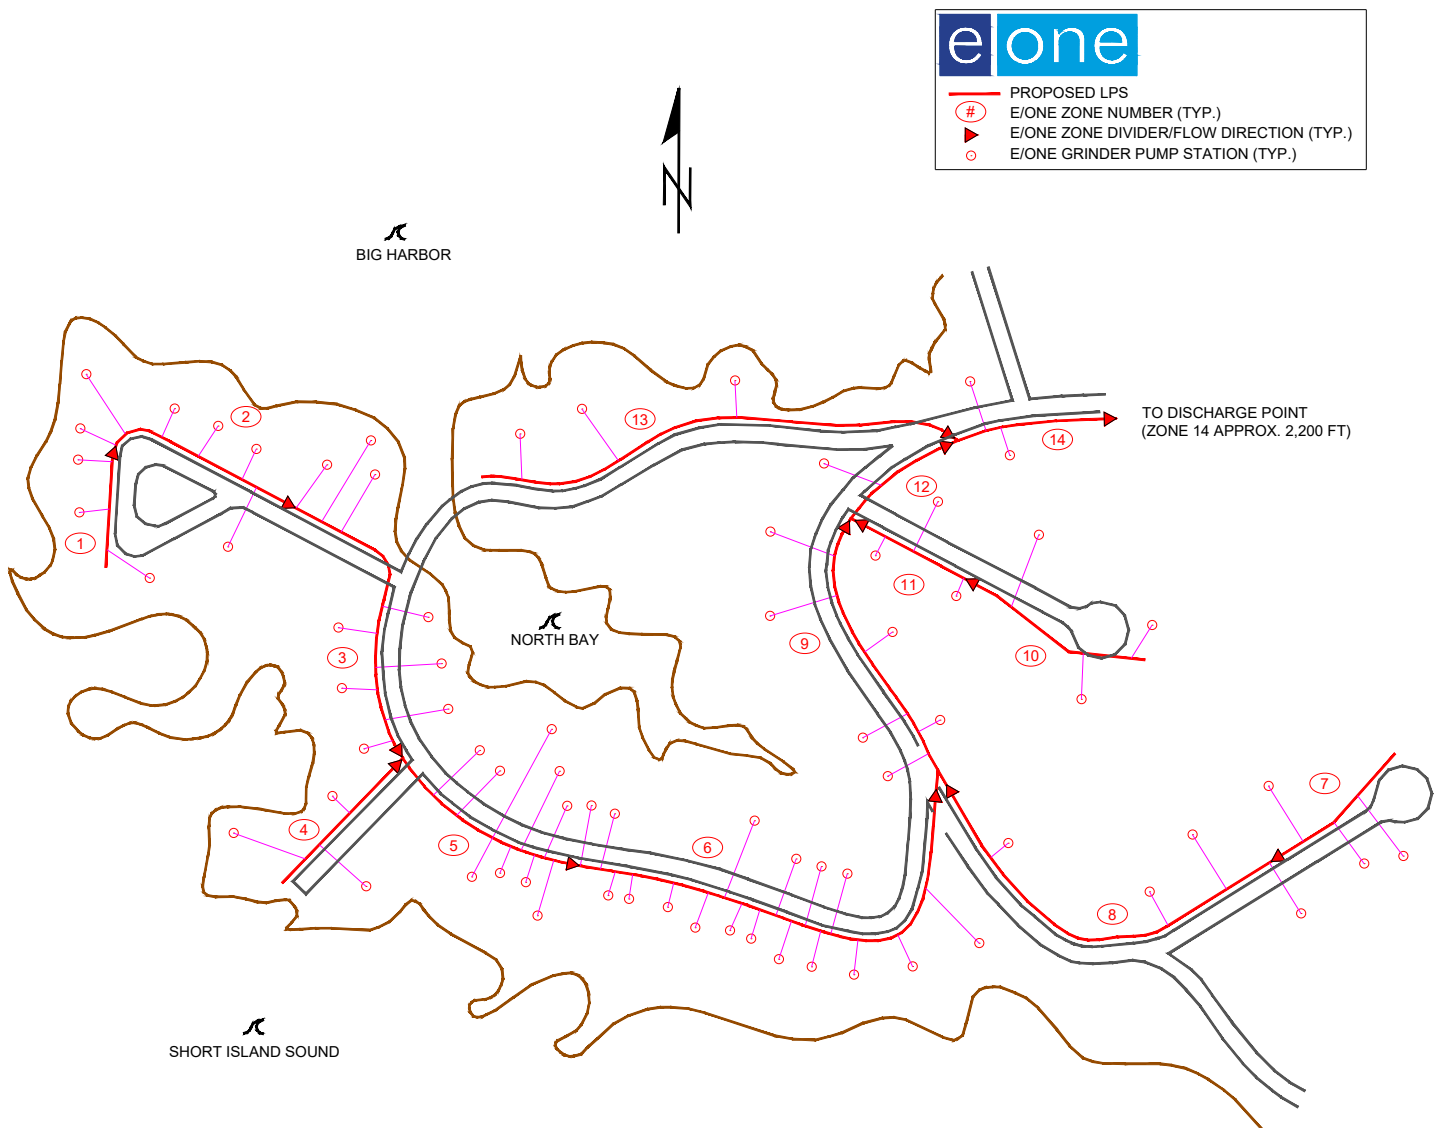 e one
PROPOSED LPS
# E/ONE ZONE NUMBER (TYP.)
E/ONE ZONE DIVIDER/FLOW DIRECTION (TYP.)
E/ONE GRINDER PUMP STATION (TYP.)
N
BIG HARBOR
2
13
TO DISCHARGE POINT
(ZONE 14 APPROX. 2,200 FT)
14
12
1
11
NORTH BAY
9
3
10
7
4
5
6
8
SHORT ISLAND SOUND